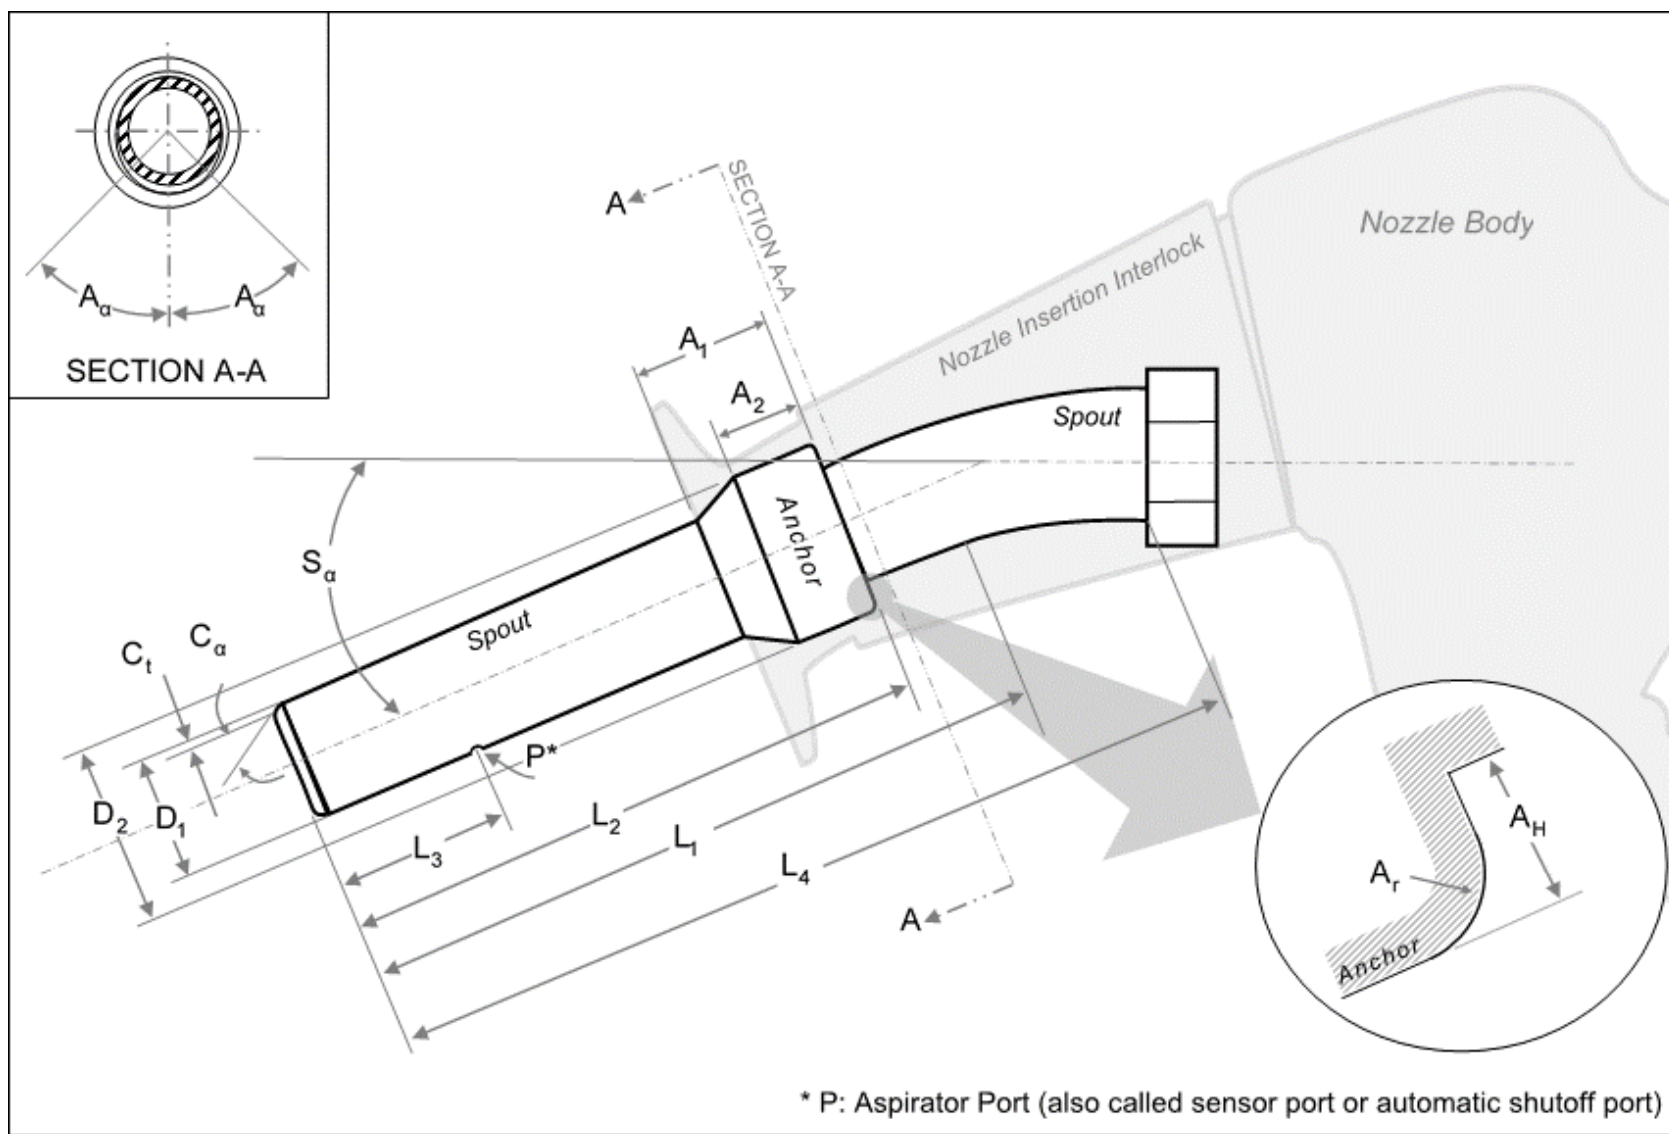 Aα
Aα
SECTION A-A
A
SECTION A-A
Nozzle Body
Nozzle Insertion Interlock
A1
A2
Spout
Anchor
Sα
Spout
Cα
Ct
P*
D2
D1
L2
L1
L3
L4
A
AH
Ar
Anchor
* P: Aspirator Port (also called sensor port or automatic shutoff port)